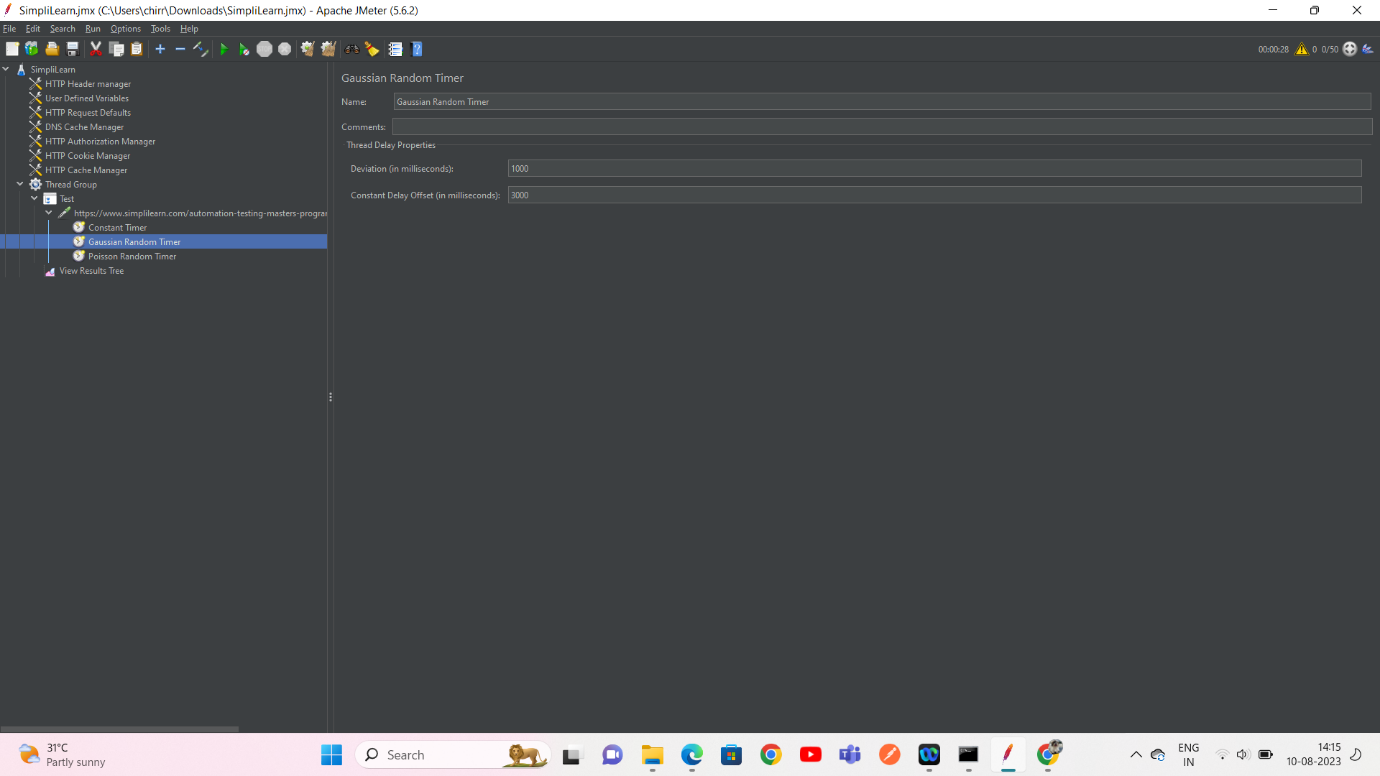 SimpliLearn.jmx (C:\Users\chirr\Downloads\SimpliLearn.jmx) - Apache JMeter (5.6.2)
File Edit Search Run Options Tools Help
00:00:28 0 0/50
SimpliLearn
HTTP Header manager
User Defined Variables
HTTP Request Defaults
DNS Cache Manager
HTTP Authorization Manager
HTTP Cookie Manager
HTTP Cache Manager
Thread Group
Test
https://www.simplilearn.com/automation-testing-masters-progra
Constant Timer
Gaussian Random Timer
Poisson Random Timer
View Results Tree
Gaussian Random Timer
Name: Gaussian Random Timer
Comments:
Thread Delay Properties
Deviation (in milliseconds): 1000
Constant Delay Offset (in milliseconds): 3000
31°C
Partly sunny
Search
ENG
IN
14:15
10-08-2023